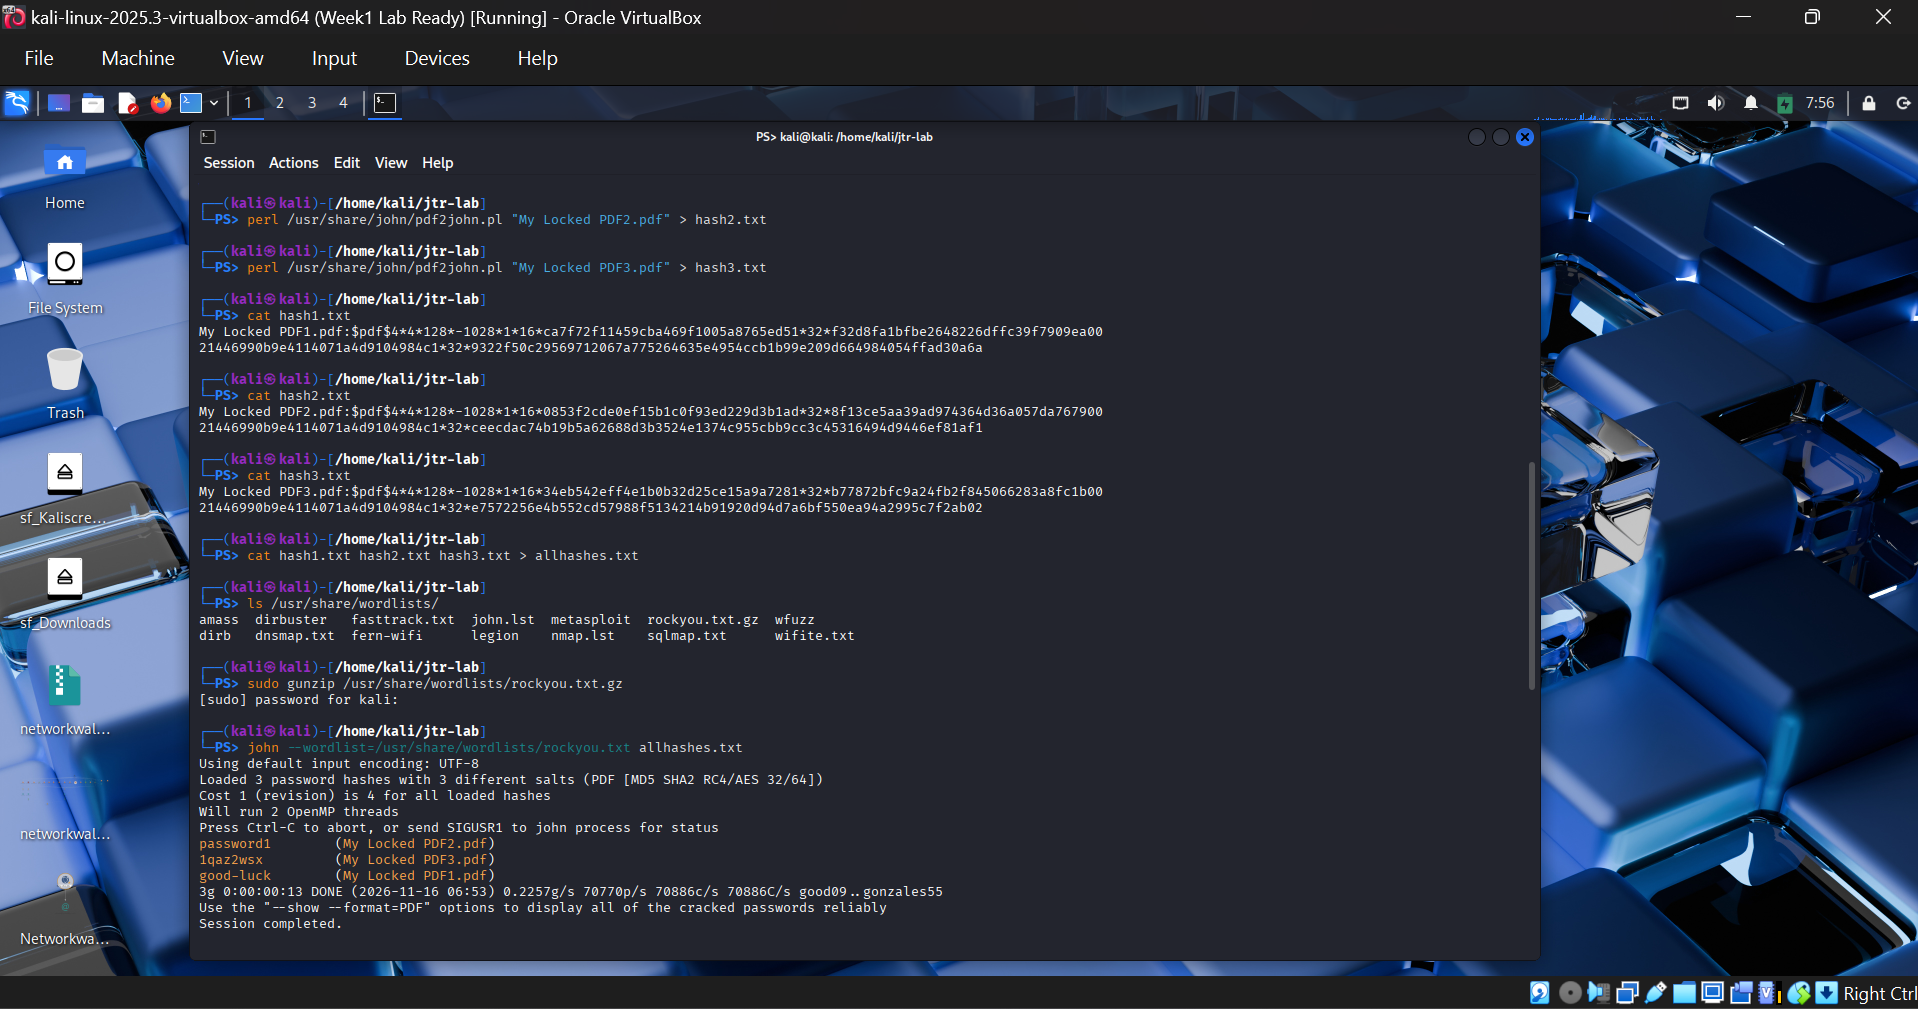 kali-linux-2025.3-virtualbox-amd64 (Week1 Lab Ready) [Running] - Oracle VirtualBox
File Machine View Input Devices Help
1 2 3 4 7:56
PS> kali@kali: /home/kali/jtr-lab
Session Actions Edit View Help
Home
File System
Trash
sf_Kaliscre...
sf_Downloads
networkwal...
networkwal...
Networkwa...
┌──(kali㉿kali)-[/home/kali/jtr-lab]
└─PS> perl /usr/share/john/pdf2john.pl "My Locked PDF2.pdf" > hash2.txt
┌──(kali㉿kali)-[/home/kali/jtr-lab]
└─PS> perl /usr/share/john/pdf2john.pl "My Locked PDF3.pdf" > hash3.txt
┌──(kali㉿kali)-[/home/kali/jtr-lab]
└─PS> cat hash1.txt
My Locked PDF1.pdf:$pdf$4*4*128*-1028*1*16*ca7f72f11459cba469f1005a8765ed51*32*f32d8fa1bfbe2648226dffc39f7909ea00
21446990b9e4114071a4d9104984c1*32*9322f50c29569712067a775264635e4954ccb1b99e209d664984054ffad30a6a
┌──(kali㉿kali)-[/home/kali/jtr-lab]
└─PS> cat hash2.txt
My Locked PDF2.pdf:$pdf$4*4*128*-1028*1*16*0853f2cde0ef15b1c0f93ed229d3b1ad*32*8f13ce5aa39ad974364d36a057da767900
21446990b9e4114071a4d9104984c1*32*ceecdac74b19b5a62688d3b3524e1374c955cbb9cc3c45316494d9446ef81af1
┌──(kali㉿kali)-[/home/kali/jtr-lab]
└─PS> cat hash3.txt
My Locked PDF3.pdf:$pdf$4*4*128*-1028*1*16*34eb542eff4e1b0b32d25ce15a9a7281*32*b77872bfc9a24fb2f845066283a8fc1b00
21446990b9e4114071a4d9104984c1*32*e7572256e4b552cd57988f5134214b91920d94d7a6bf550ea94a2995c7f2ab02
┌──(kali㉿kali)-[/home/kali/jtr-lab]
└─PS> cat hash1.txt hash2.txt hash3.txt > allhashes.txt
┌──(kali㉿kali)-[/home/kali/jtr-lab]
└─PS> ls /usr/share/wordlists/
amass dirbuster fasttrack.txt john.lst metasploit rockyou.txt.gz wfuzz
dirb dnsmap.txt fern-wifi legion nmap.lst sqlmap.txt wifite.txt
┌──(kali㉿kali)-[/home/kali/jtr-lab]
└─PS> sudo gunzip /usr/share/wordlists/rockyou.txt.gz
[sudo] password for kali:
┌──(kali㉿kali)-[/home/kali/jtr-lab]
└─PS> john --wordlist=/usr/share/wordlists/rockyou.txt allhashes.txt
Using default input encoding: UTF-8
Loaded 3 password hashes with 3 different salts (PDF [MD5 SHA2 RC4/AES 32/64])
Cost 1 (revision) is 4 for all loaded hashes
Will run 2 OpenMP threads
Press Ctrl-C to abort, or send SIGUSR1 to john process for status
password1 (My Locked PDF2.pdf)
1qaz2wsx (My Locked PDF3.pdf)
good-luck (My Locked PDF1.pdf)
3g 0:00:00:13 DONE (2026-11-16 06:53) 0.2257g/s 70770p/s 70886c/s 70886C/s good09..gonzales55
Use the "--show --format=PDF" options to display all of the cracked passwords reliably
Session completed.
Right Ctrl